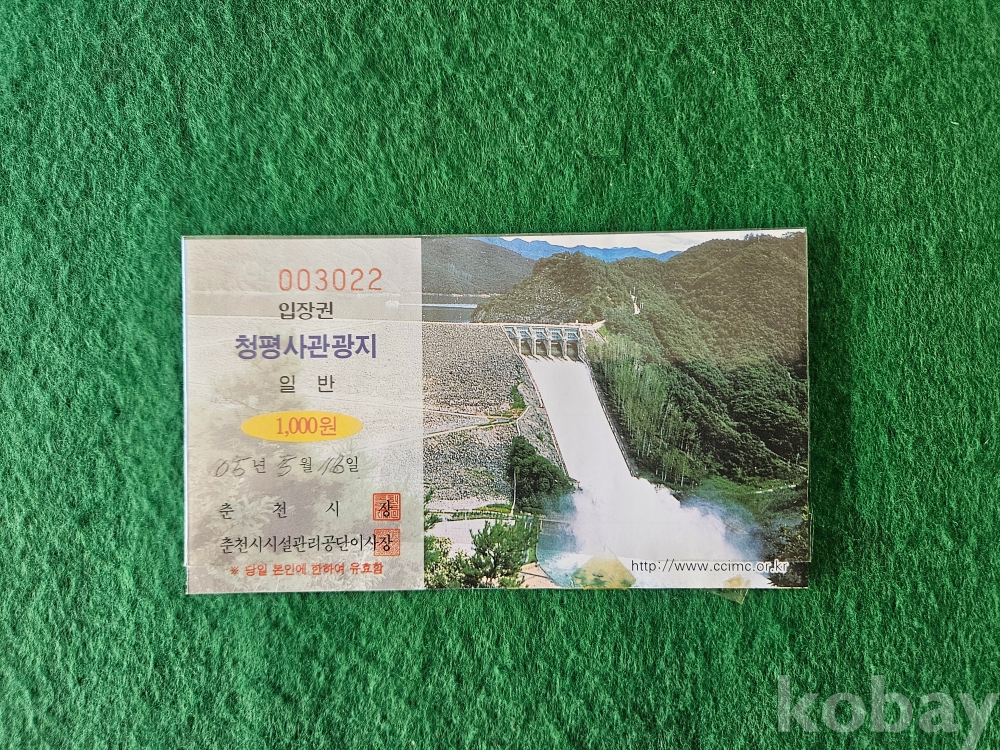 003022
입장권
청평사관광지
일 반
1,000원
05년 5월 18일
춘 천 시 장
춘천시시설관리공단이사장
※ 당일 본인에 한하여 유효함
http://www.ccimc.or.kr
kobay